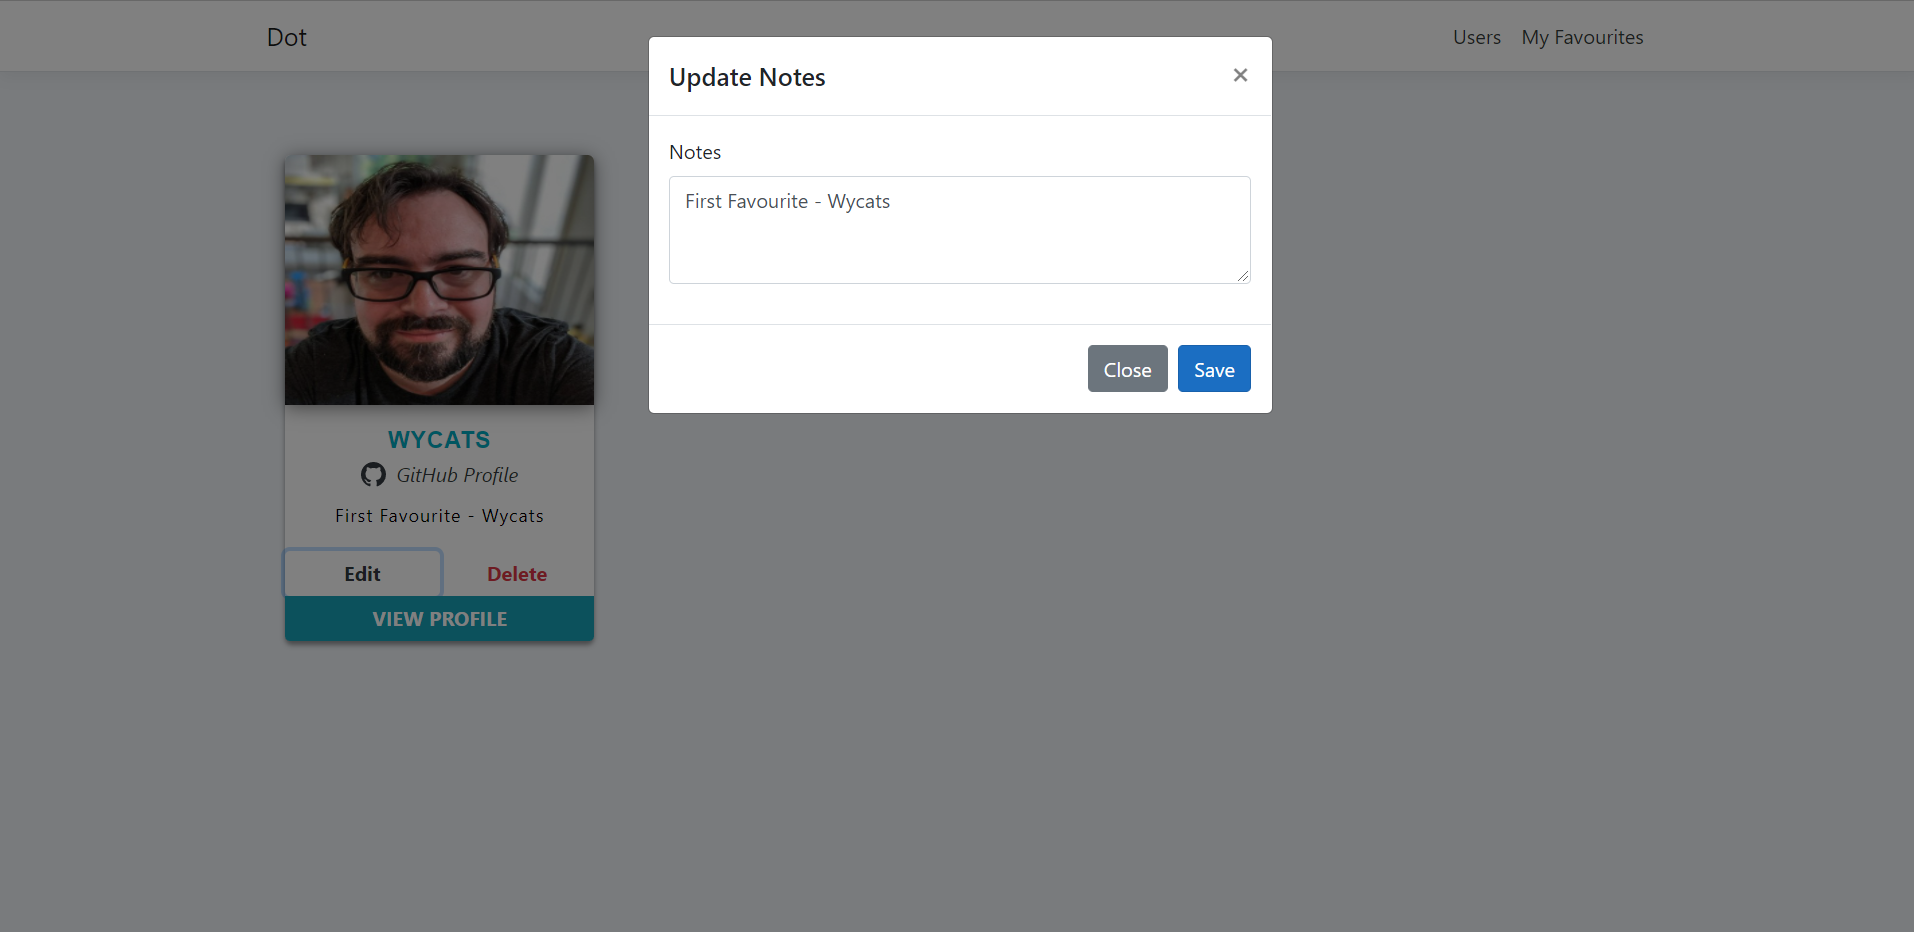 Dot
Users
My Favourites
Update Notes
×
Notes
First Favourite - Wycats
Close
Save
WYCATS
GitHub Profile
First Favourite - Wycats
Edit
Delete
VIEW PROFILE